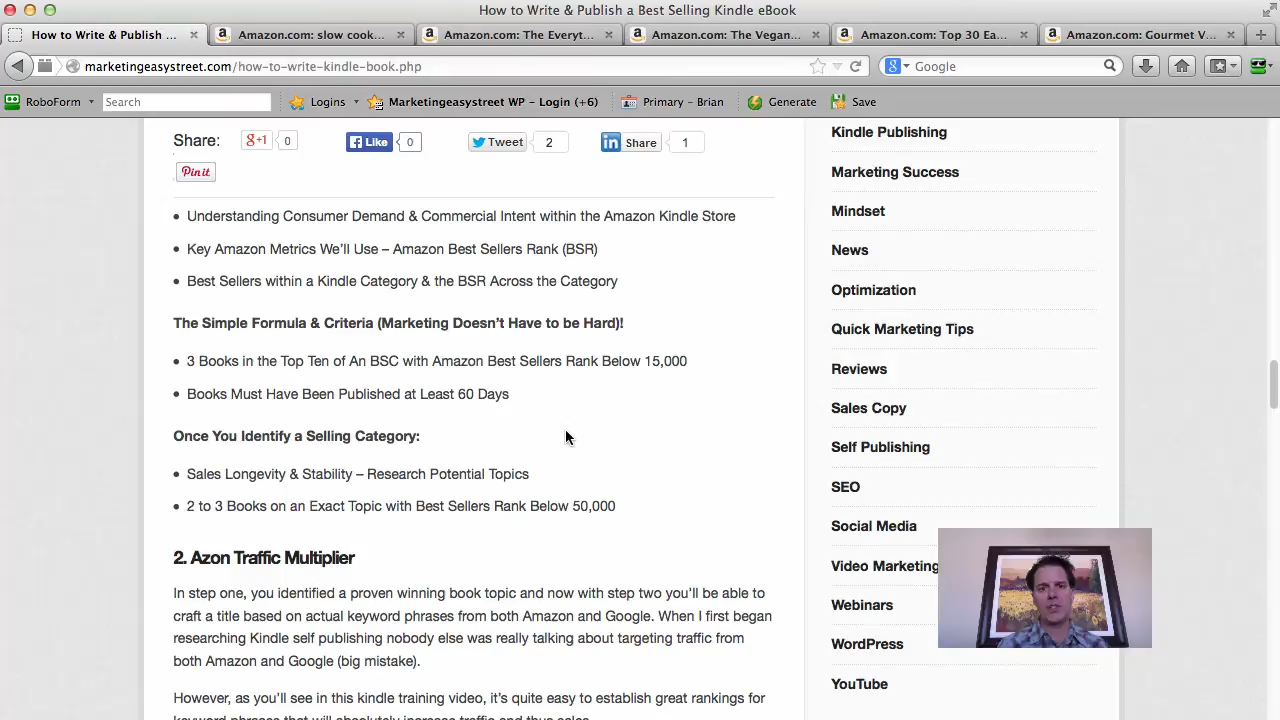 How to Write & Publish a Best Selling Kindle eBook
How to Write & Publish ...
Amazon.com: slow cook...
Amazon.com: The Everyt...
Amazon.com: The Vegan...
Amazon.com: Top 30 Ea...
Amazon.com: Gourmet V...
marketingeasystreet.com/how-to-write-kindle-book.php
Google
RoboForm
Search
Logins
Marketingeasystreet WP - Login (+6)
Primary - Brian
Generate
Save
Share:
+1 0
Like 0
Tweet 2
Share 1
Pinit
• Understanding Consumer Demand & Commercial Intent within the Amazon Kindle Store
• Key Amazon Metrics We'll Use – Amazon Best Sellers Rank (BSR)
• Best Sellers within a Kindle Category & the BSR Across the Category
The Simple Formula & Criteria (Marketing Doesn't Have to be Hard)!
• 3 Books in the Top Ten of An BSC with Amazon Best Sellers Rank Below 15,000
• Books Must Have Been Published at Least 60 Days
Once You Identify a Selling Category:
• Sales Longevity & Stability – Research Potential Topics
• 2 to 3 Books on an Exact Topic with Best Sellers Rank Below 50,000
2. Azon Traffic Multiplier
In step one, you identified a proven winning book topic and now with step two you'll be able to
craft a title based on actual keyword phrases from both Amazon and Google. When I first began
researching Kindle self publishing nobody else was really talking about targeting traffic from
both Amazon and Google (big mistake).
However, as you'll see in this kindle training video, it's quite easy to establish great rankings for
keyword phrases that will absolutely increase traffic and thus sales.
Kindle Publishing
Marketing Success
Mindset
News
Optimization
Quick Marketing Tips
Reviews
Sales Copy
Self Publishing
SEO
Social Media
Video Marketing
Webinars
WordPress
YouTube